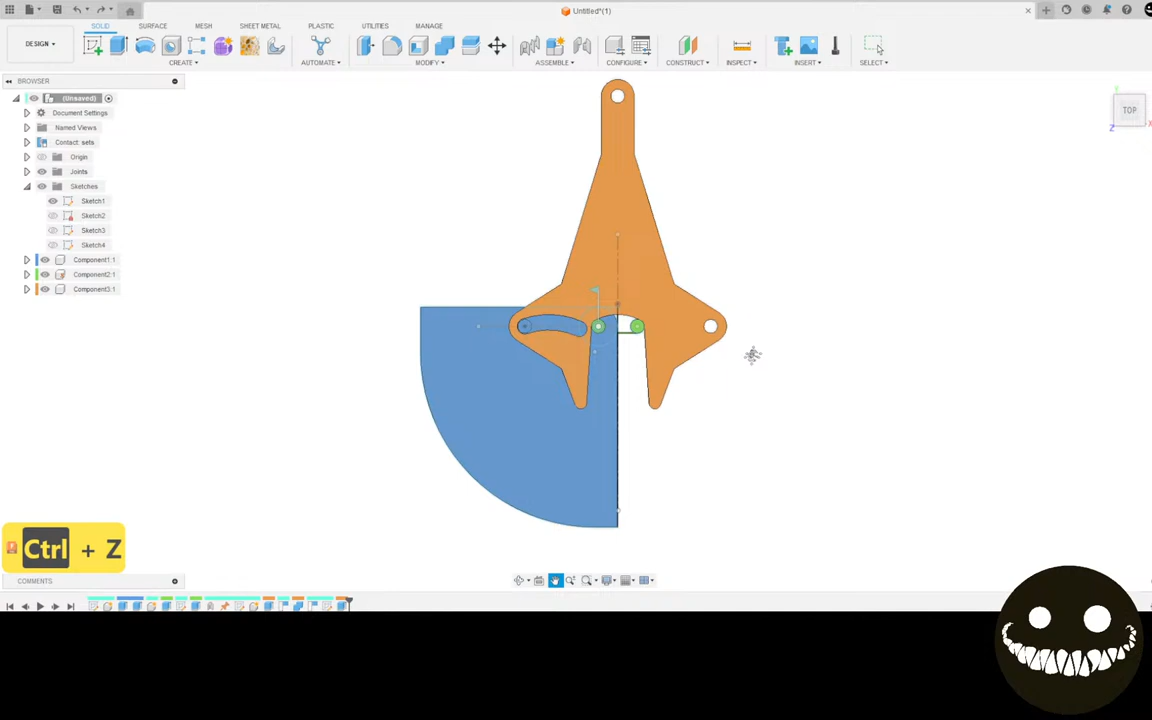 Untitled*(1)
SOLID SURFACE MESH SHEET METAL PLASTIC UTILITIES MANAGE
DESIGN
CREATE AUTOMATE MODIFY ASSEMBLE CONFIGURE CONSTRUCT INSPECT INSERT SELECT
BROWSER
(Unsaved)
Document Settings
Named Views
Contact: sets
Origin
Joints
Sketches
Sketch1
Sketch2
Sketch3
Sketch4
Component1:1
Component2:1
Component3:1
TOP
X
Y
Z
Ctrl + Z
COMMENTS